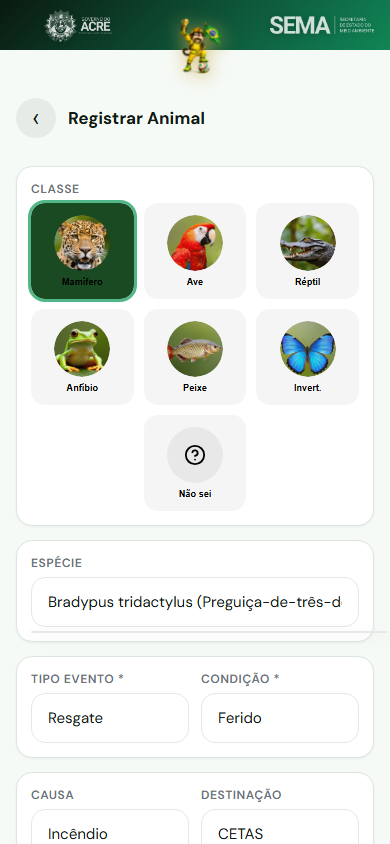 GOVERNO DO
ACRE
SEMA
SECRETARIA
DE ESTADO DO
MEIO AMBIENTE
Registrar Animal
CLASSE
Mamífero
Ave
Réptil
Anfíbio
Peixe
Invert.
Não sei
ESPÉCIE
Bradypus tridactylus (Preguiça-de-três-d
TIPO EVENTO *
CONDIÇÃO *
Resgate
Ferido
CAUSA
DESTINAÇÃO
Incêndio
CETAS